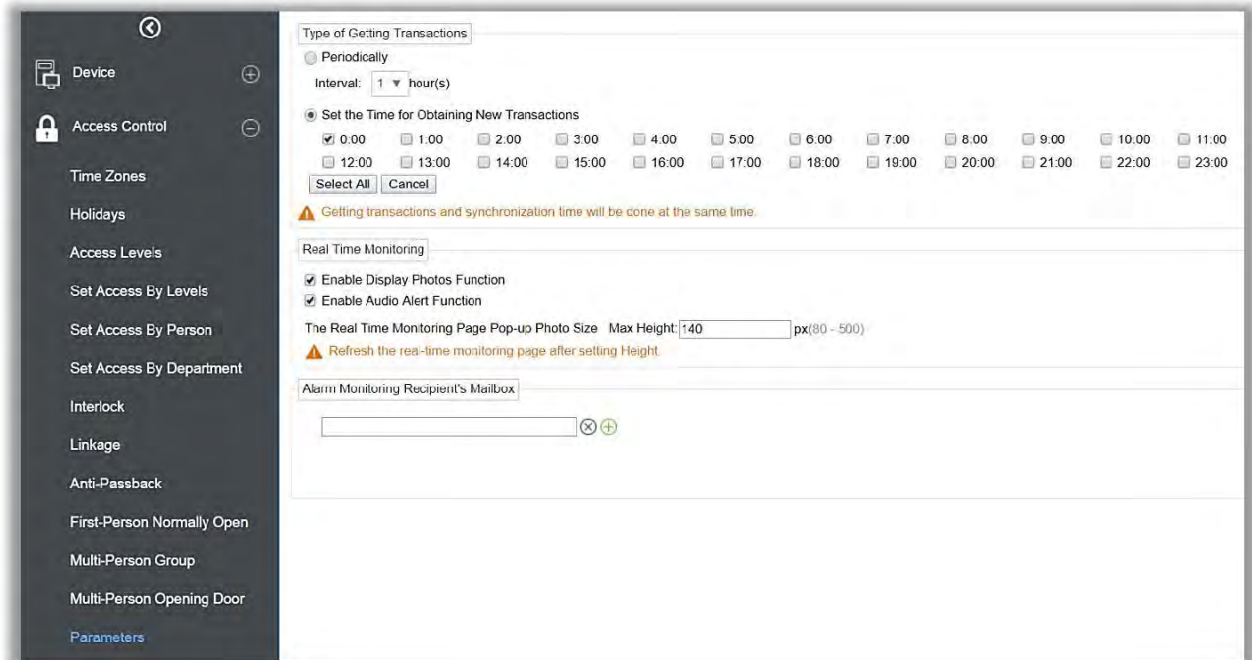 Device
Access Control
Time Zones
Holidays
Access Levels
Set Access By Levels
Set Access By Person
Set Access By Department
Interlock
Linkage
Anti-Passback
First-Person Normally Open
Multi-Person Group
Multi-Person Opening Door
Parameters
Type of Getting Transactions
Periodically
Interval: 1 hour(s)
Set the Time for Obtaining New Transactions
0:00 1:00 2:00 3:00 4:00 5:00 6:00 7:00 8:00 9:00 10:00 11:00
12:00 13:00 14:00 15:00 16:00 17:00 18:00 19:00 20:00 21:00 22:00 23:00
Select All Cancel
Getting transactions and synchronization time will be done at the same time.
Real Time Monitoring
Enable Display Photos Function
Enable Audio Alert Function
The Real Time Monitoring Page Pop-up Photo Size Max Height: 140 px(80 - 500)
Refresh the real-time monitoring page after setting Height.
Alarm Monitoring Recipient's Mailbox